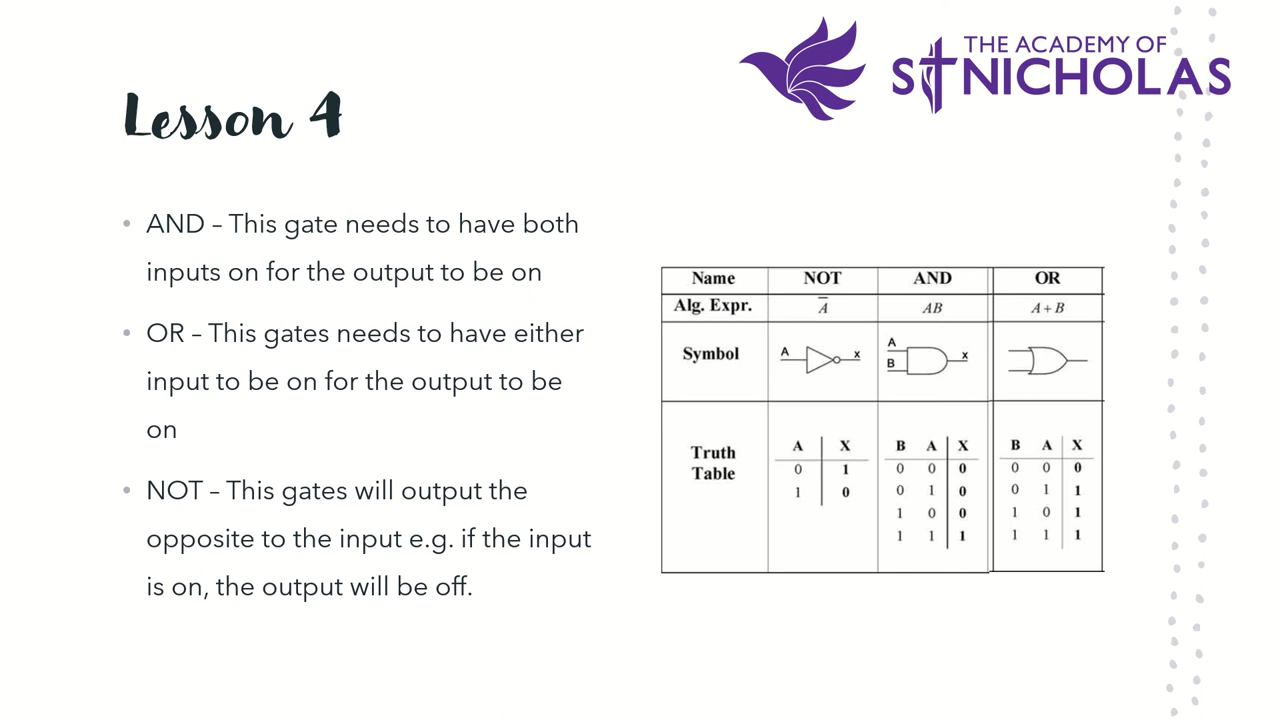 THE ACADEMY OF
ST NICHOLAS
Lesson 4
• AND – This gate needs to have both
inputs on for the output to be on
• OR – This gates needs to have either
input to be on for the output to be
on
• NOT – This gates will output the
opposite to the input e.g. if the input
is on, the output will be off.
Name NOT AND OR
Alg. Expr. A̅ AB A+B
Symbol A x A B x
Truth Table
A X B A X B A X
0 1 0 0 0 0 0 0
1 0 0 1 0 0 1 1
1 0 0 1 0 1
1 1 1 1 1 1